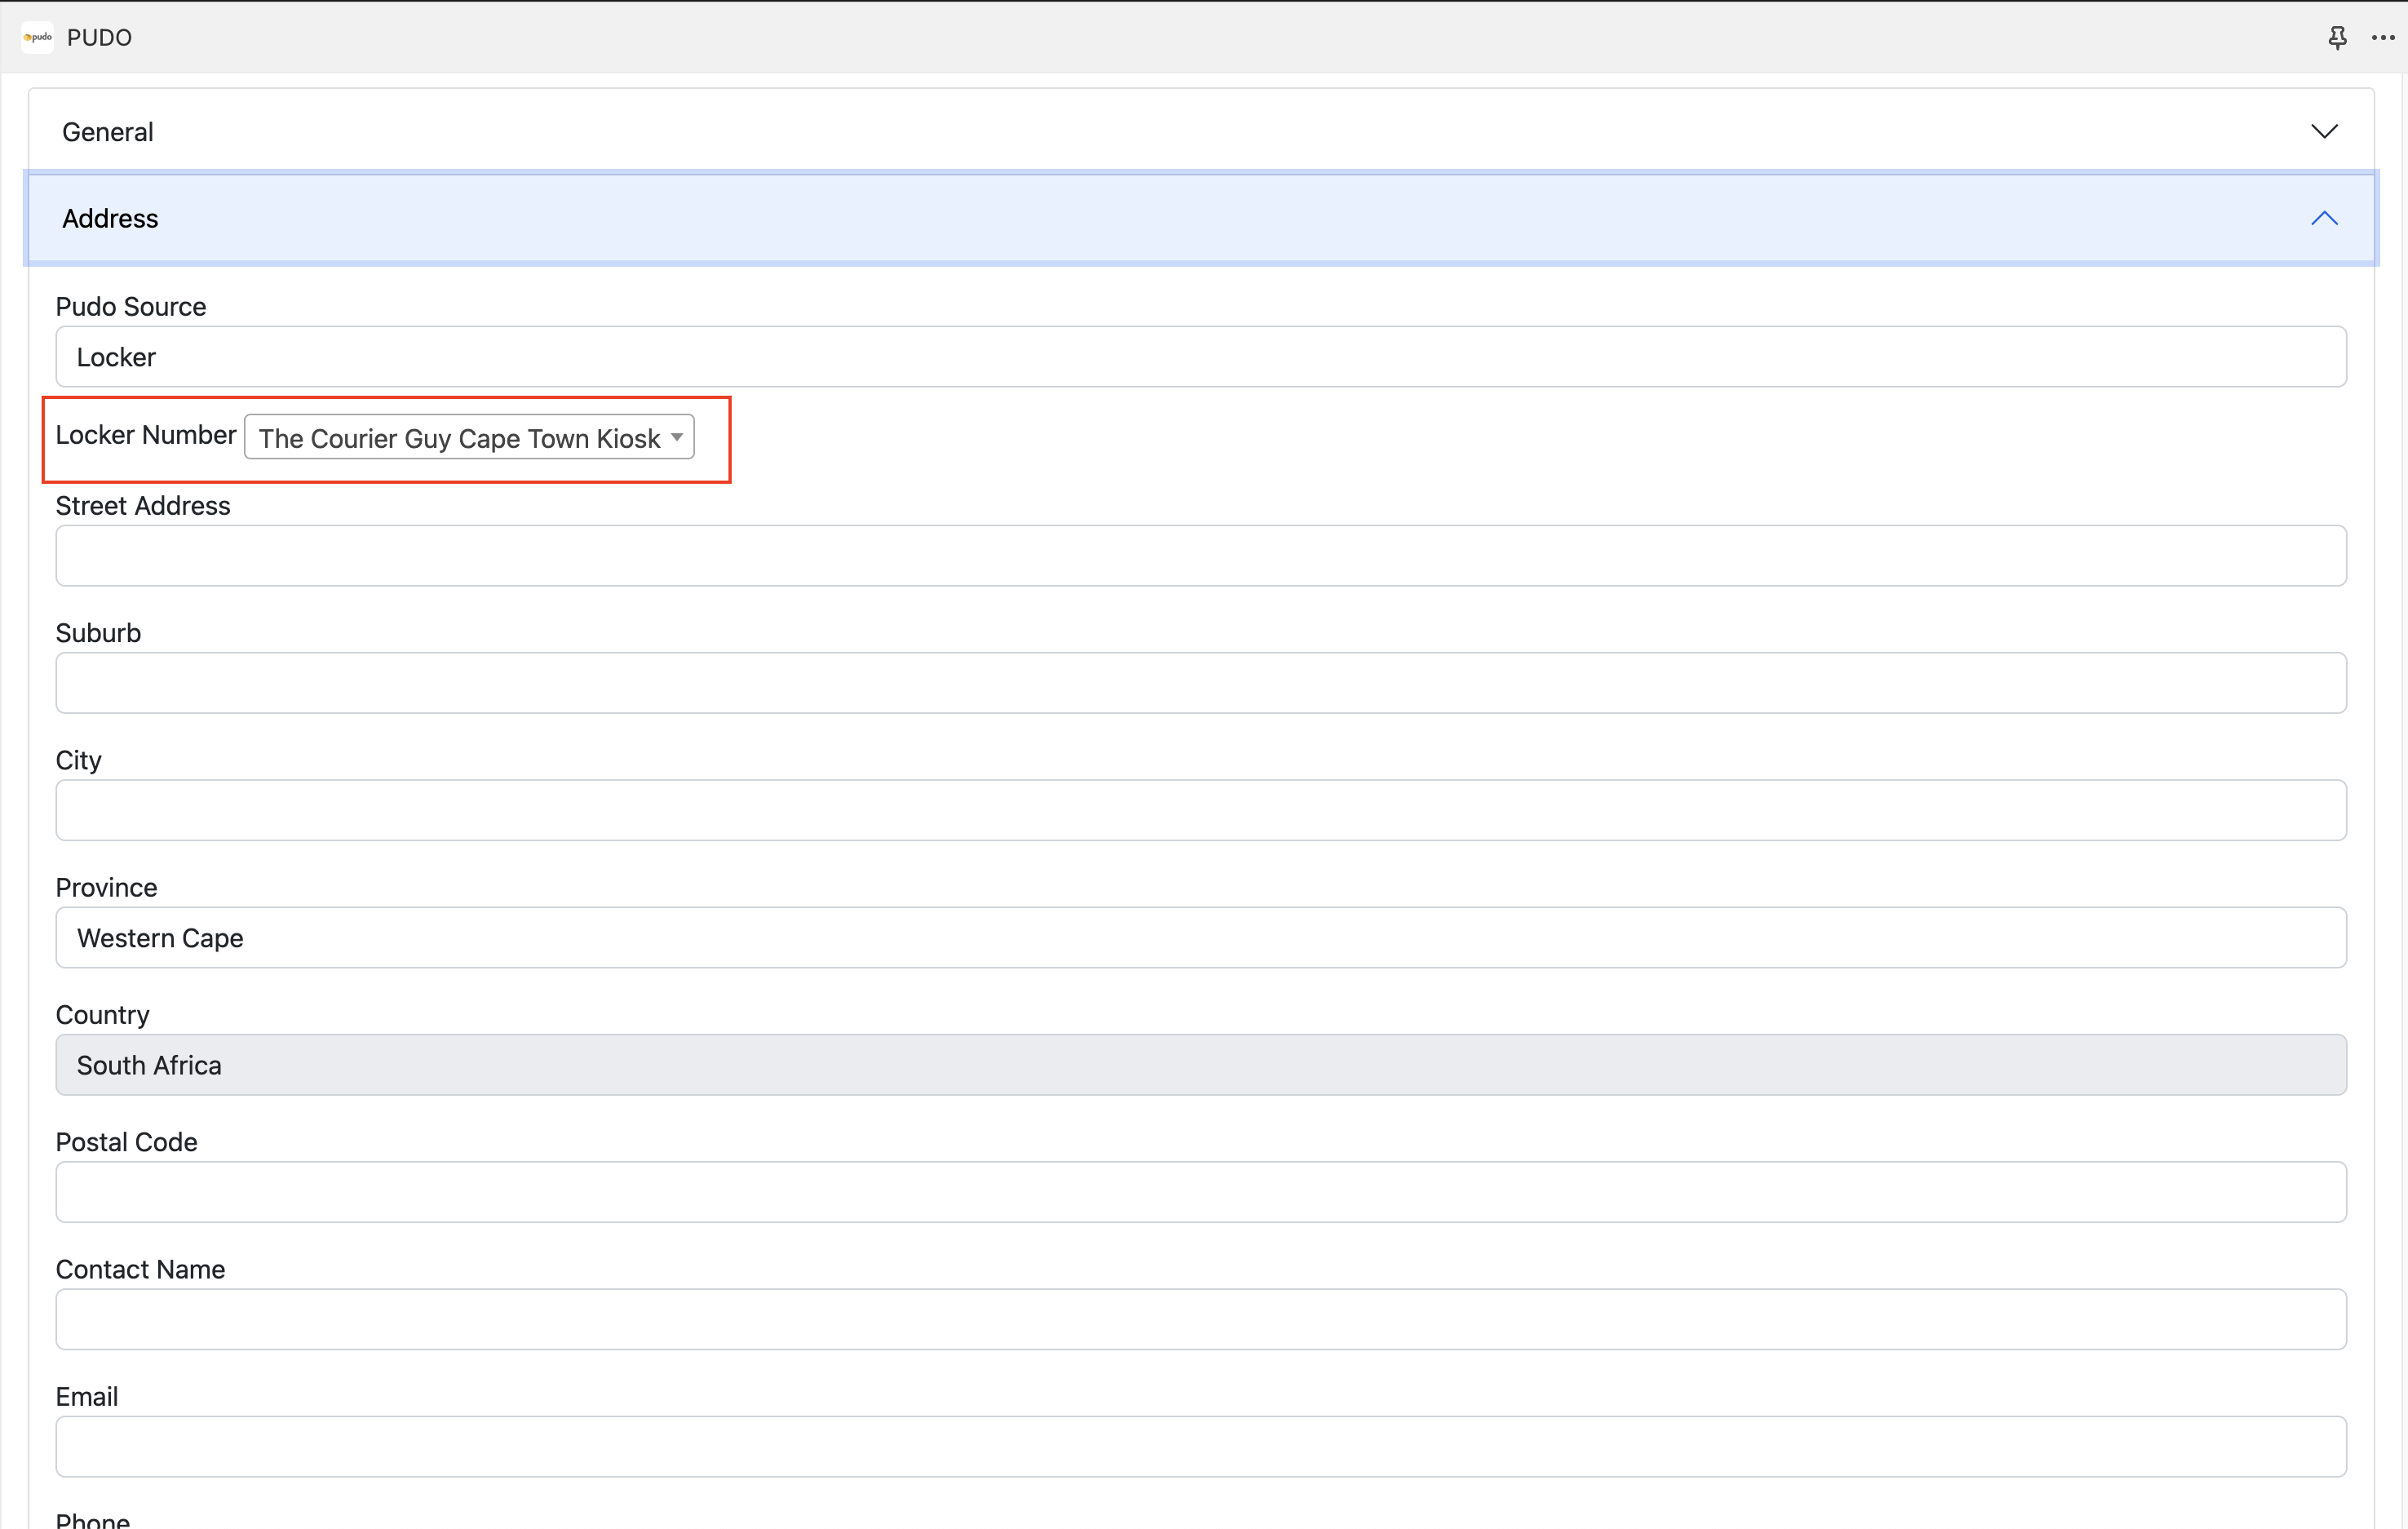 pudo PUDO
General
Address
Pudo Source
Locker
Locker Number The Courier Guy Cape Town Kiosk
Street Address
Suburb
City
Province
Western Cape
Country
South Africa
Postal Code
Contact Name
Email
Phone